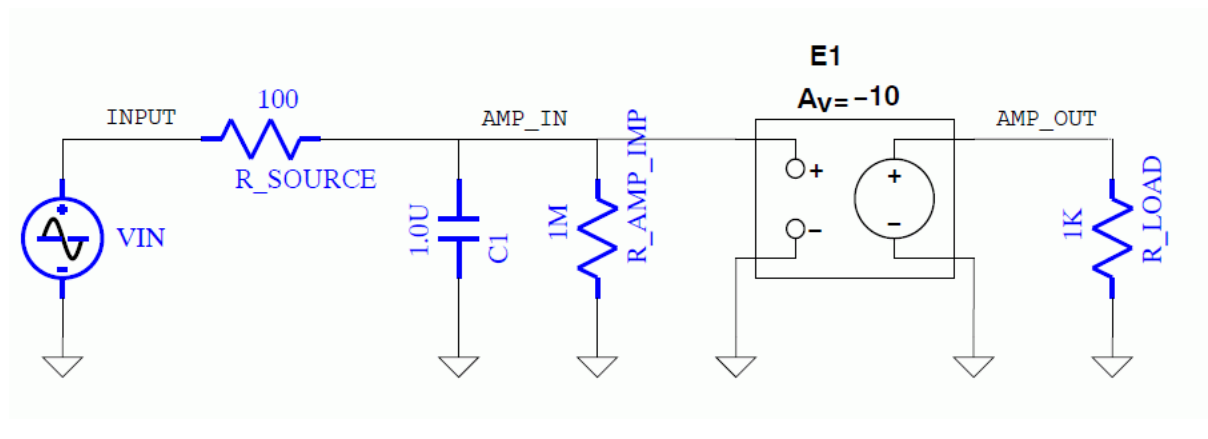 E1
Av=-10
INPUT
100
R_SOURCE
AMP_IN
AMP_OUT
VIN
1.0U
C1
1M
R_AMP_IMP
+
-
+
-
1K
R_LOAD